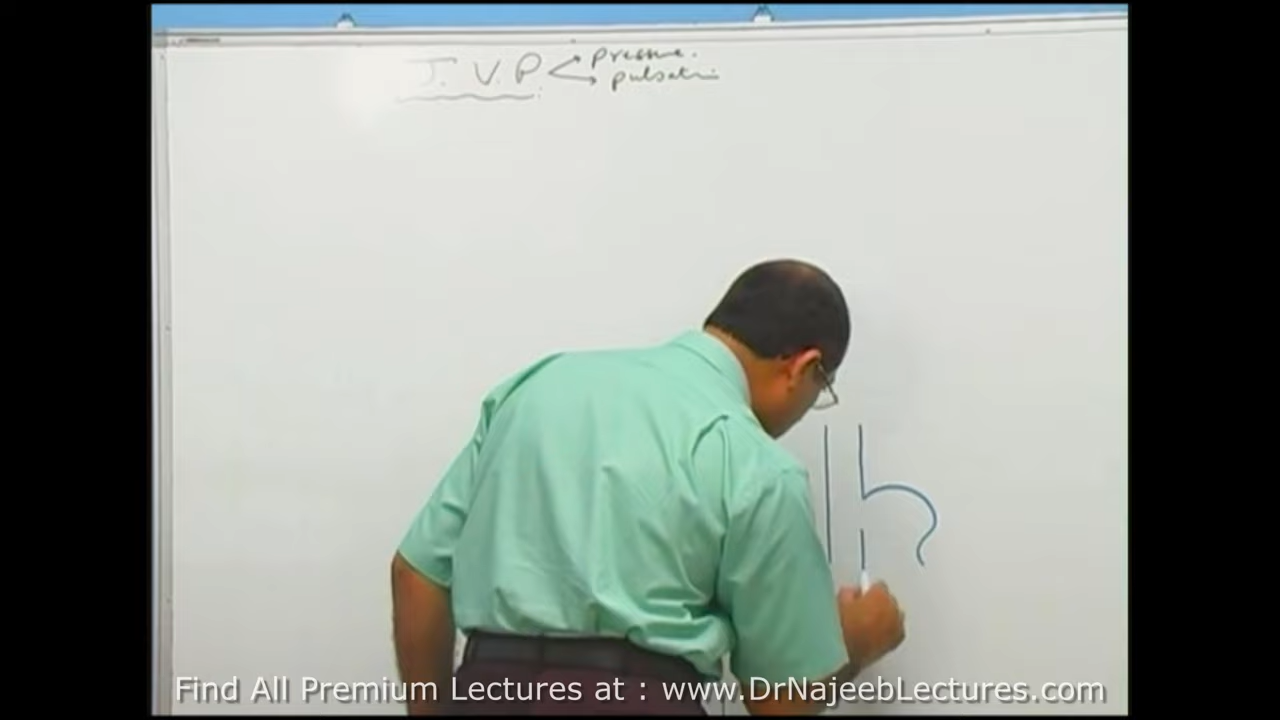 J. V. P pressure.
pulsation
Find All Premium Lectures at : www.DrNajeebLectures.com